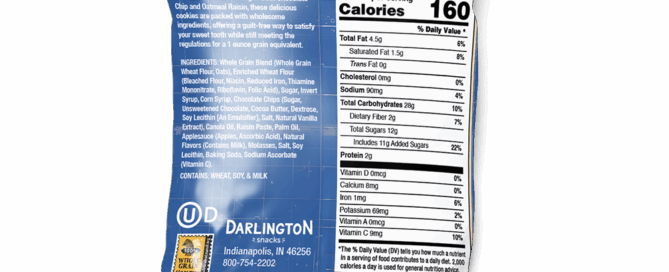 Chip and Oatmeal Raisin, these delicious
cookies are packed with wholesome
ingredients, offering a guilt-free way to satisfy
your sweet tooth while still meeting the
regulations for a 1 ounce grain equivalent.
INGREDIENTS: Whole Grain Blend (Whole Grain
Wheat Flour, Oats), Enriched Wheat Flour
(Bleached Flour, Niacin, Reduced Iron, Thiamine
Mononitrate, Riboflavin, Folic Acid), Sugar, Invert
Syrup, Corn Syrup, Chocolate Chips (Sugar,
Unsweetened Chocolate, Cocoa Butter, Dextrose,
Soy Lecithin [An Emulsifier], Salt, Natural Vanilla
Extract), Canola Oil, Raisin Paste, Palm Oil,
Applesauce (Apples, Ascorbic Acid), Natural
Flavors (Contains Milk), Molasses, Salt, Soy
Lecithin, Baking Soda, Sodium Ascorbate
(Vitamin C).
CONTAINS: WHEAT, SOY, & MILK
U D
DARLINGTON
snacks
Indianapolis, IN 46256
800-754-2202
WHOLE
GRAIN
Calories 160
% Daily Value *
Total Fat 4.5g 6%
Saturated Fat 1.5g 8%
Trans Fat 0g
Cholesterol 0mg 0%
Sodium 90mg 4%
Total Carbohydrates 28g 10%
Dietary Fiber 2g 7%
Total Sugars 12g
Includes 11g Added Sugars 22%
Protein 2g
Vitamin D 0mcg 0%
Calcium 8mg 0%
Iron 1mg 6%
Potassium 69mg 2%
Vitamin A 0mcg 0%
Vitamin C 9mg 10%
*The % Daily Value (DV) tells you how much a nutrient
in a serving of food contributes to a daily diet. 2,000
calories a day is used for general nutrition advice.